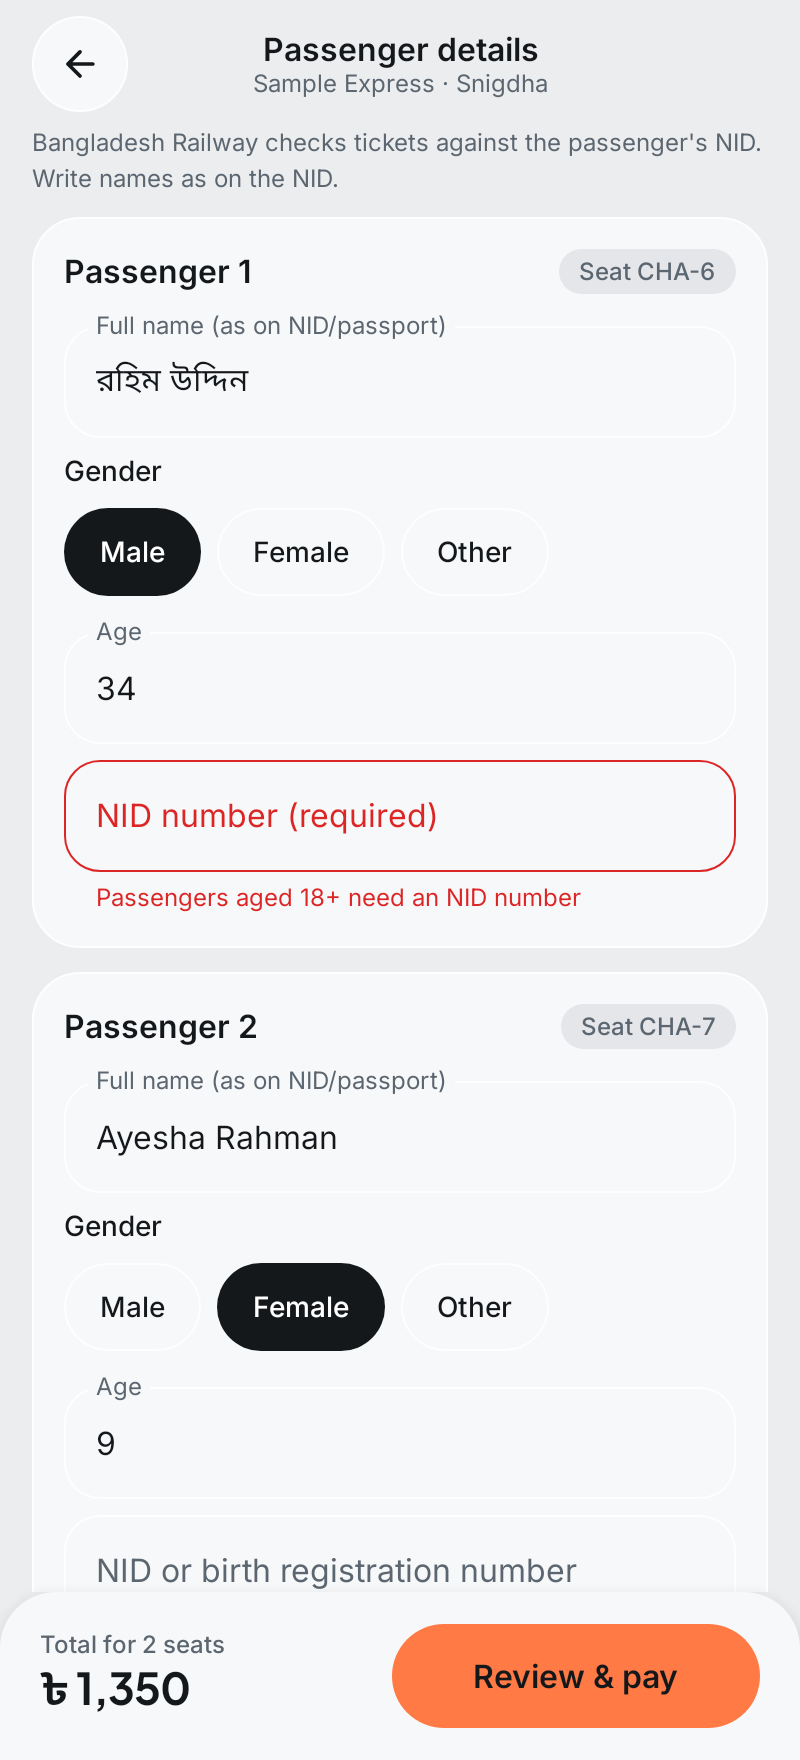 Passenger details
Sample Express · Snigdha
Bangladesh Railway checks tickets against the passenger's NID.
Write names as on the NID.
Passenger 1
Seat CHA-6
Full name (as on NID/passport)
রহিম উদ্দিন
Gender
Male
Female
Other
Age
34
NID number (required)
Passengers aged 18+ need an NID number
Passenger 2
Seat CHA-7
Full name (as on NID/passport)
Ayesha Rahman
Gender
Male
Female
Other
Age
9
NID or birth registration number
Total for 2 seats
৳ 1,350
Review & pay